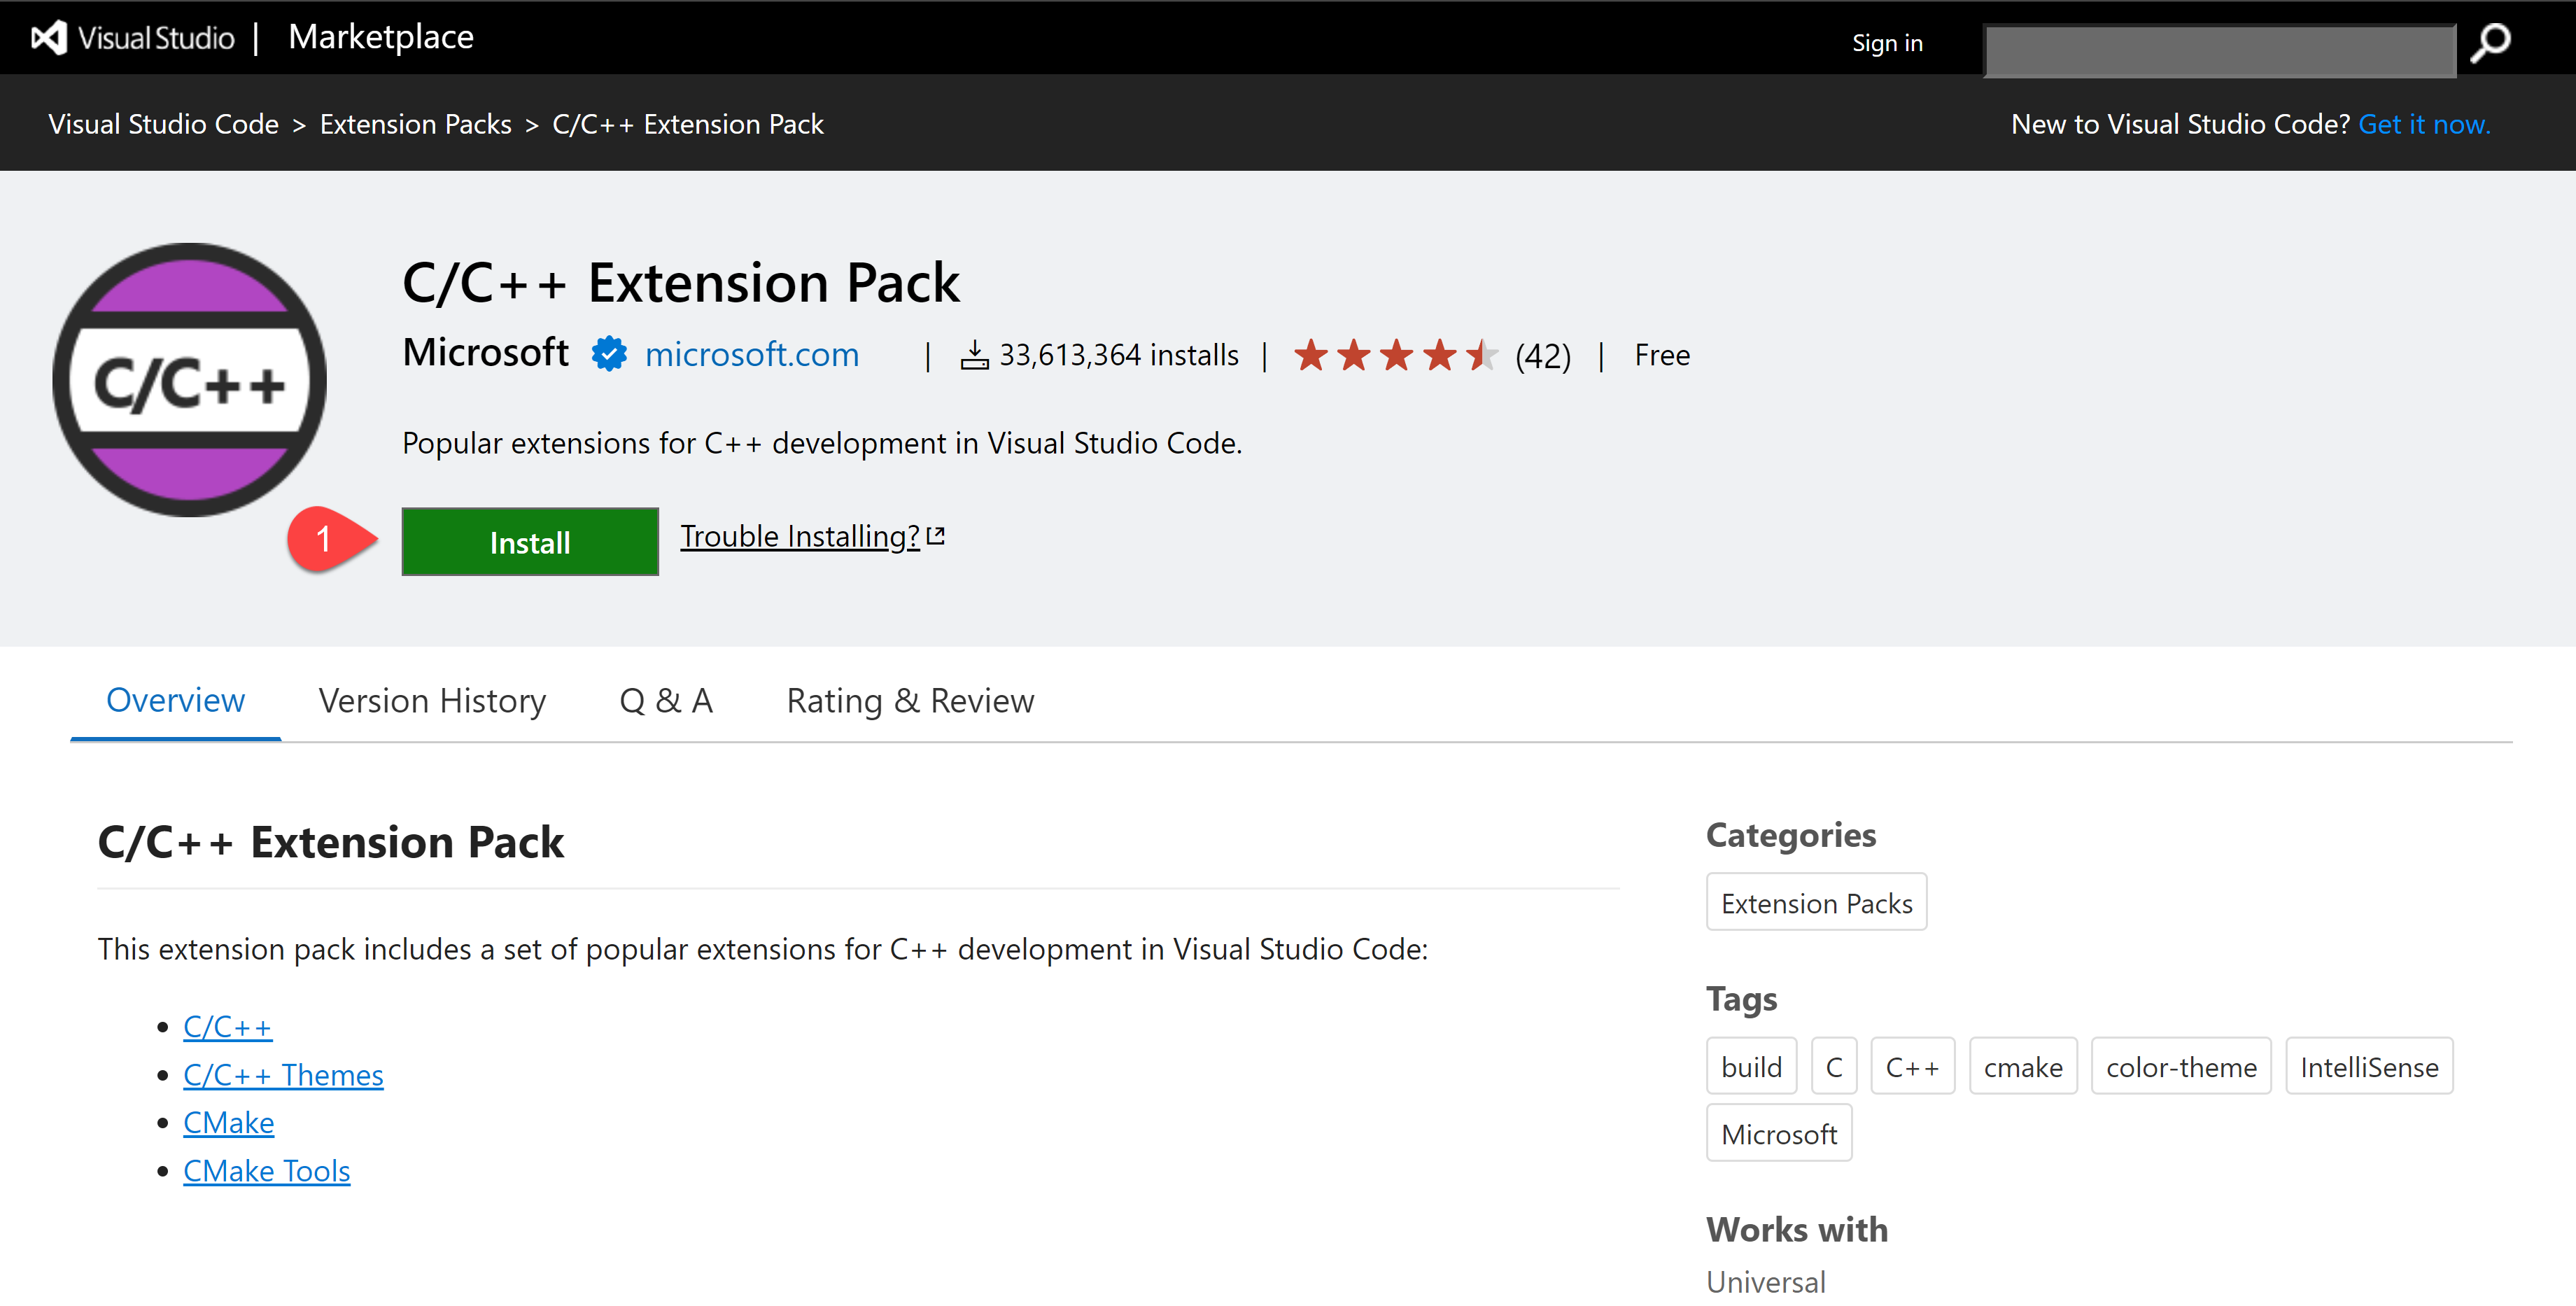 Visual Studio | Marketplace
Sign in
Visual Studio Code > Extension Packs > C/C++ Extension Pack
New to Visual Studio Code? Get it now.
C/C++
C/C++ Extension Pack
Microsoft microsoft.com | 33,613,364 installs | (42) | Free
Popular extensions for C++ development in Visual Studio Code.
1
Install
Trouble Installing?
Overview
Version History
Q & A
Rating & Review
C/C++ Extension Pack
This extension pack includes a set of popular extensions for C++ development in Visual Studio Code:
• C/C++
• C/C++ Themes
• CMake
• CMake Tools
Categories
Extension Packs
Tags
build C C++ cmake color-theme IntelliSense
Microsoft
Works with
Universal